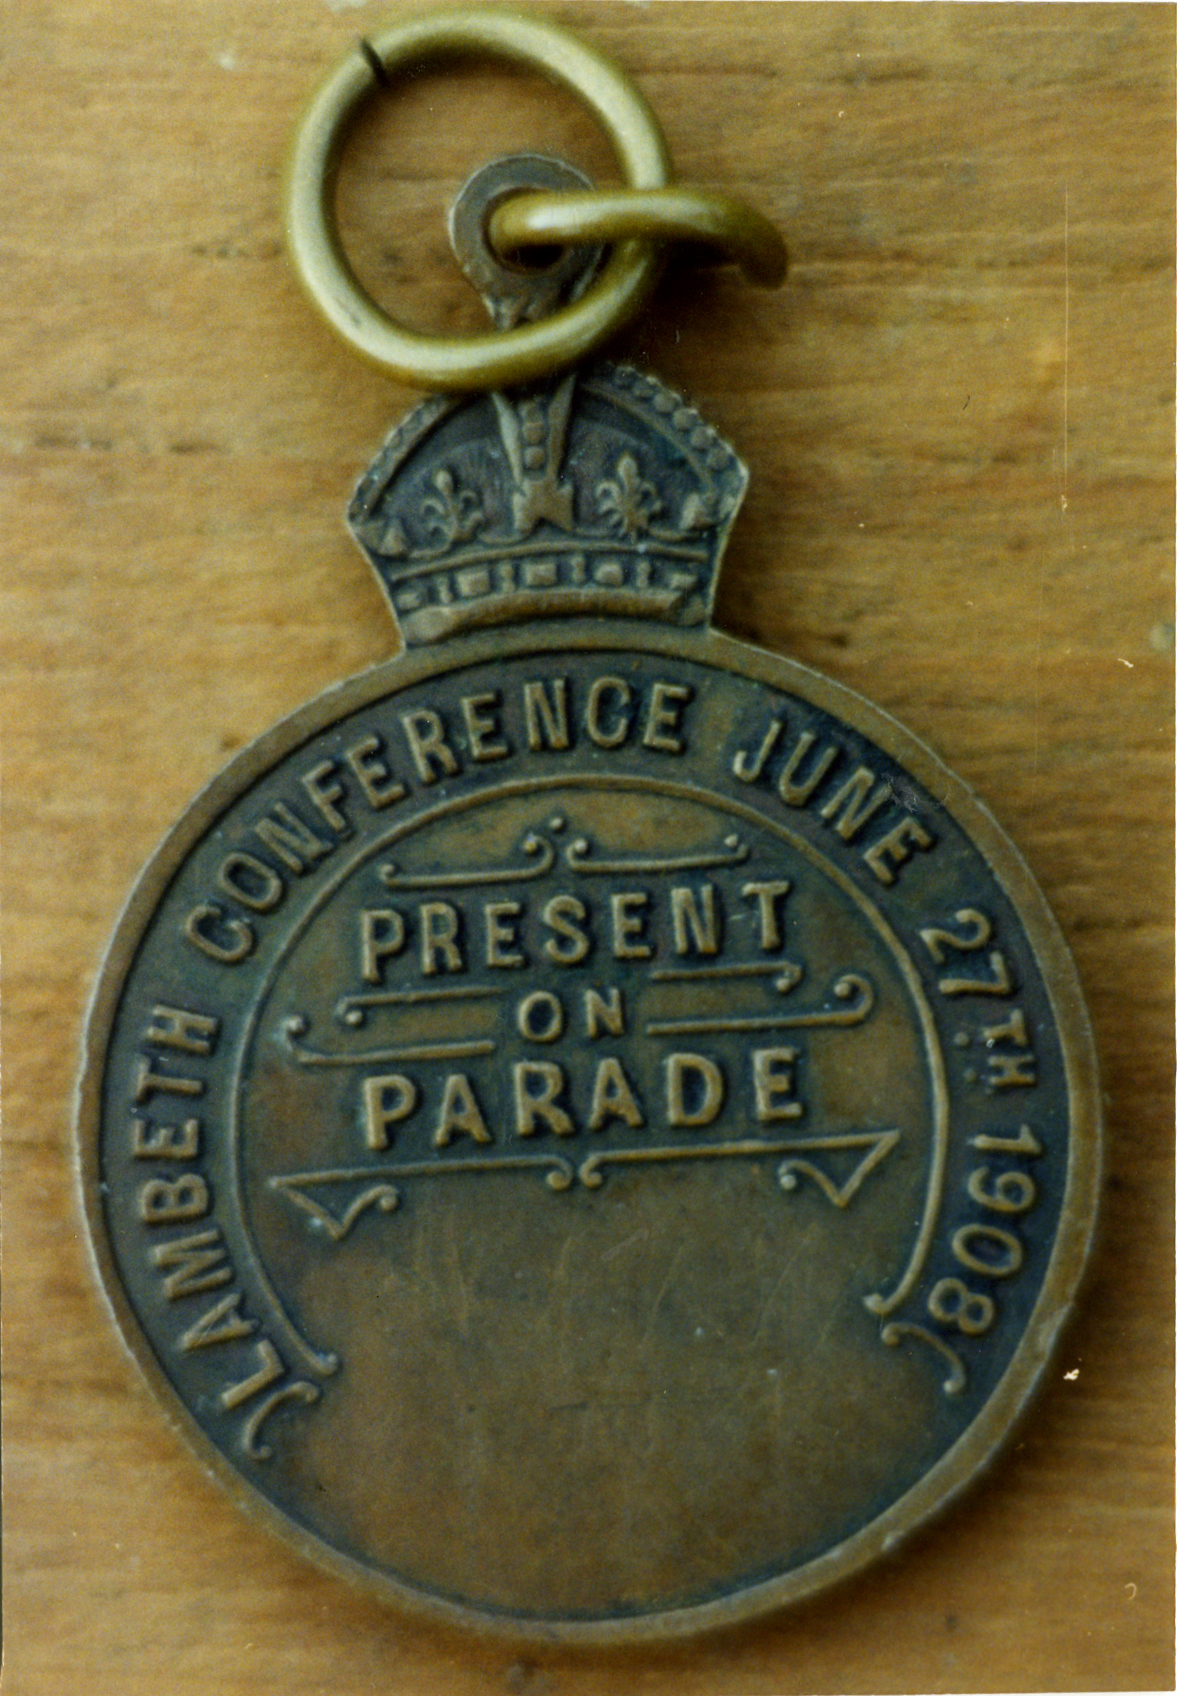 LAMBETH CONFERENCE JUNE 27TH 1908
PRESENT
ON
PARADE